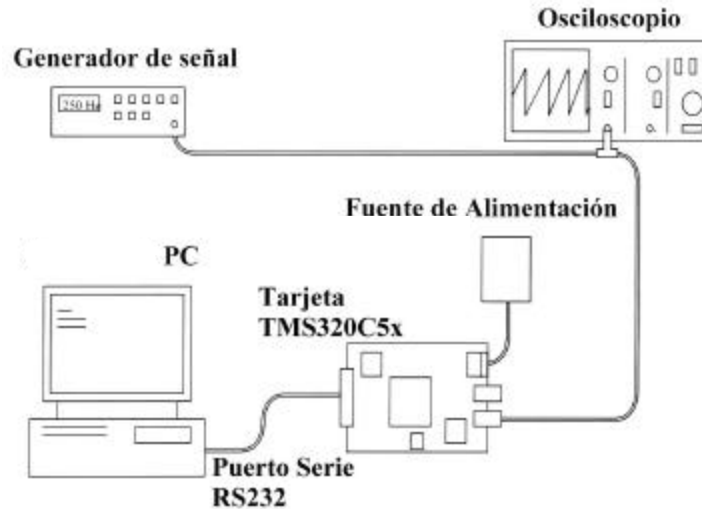 Osciloscopio
Generador de señal
250 Hz
Fuente de Alimentación
PC
Tarjeta
TMS320C5x
Puerto Serie
RS232